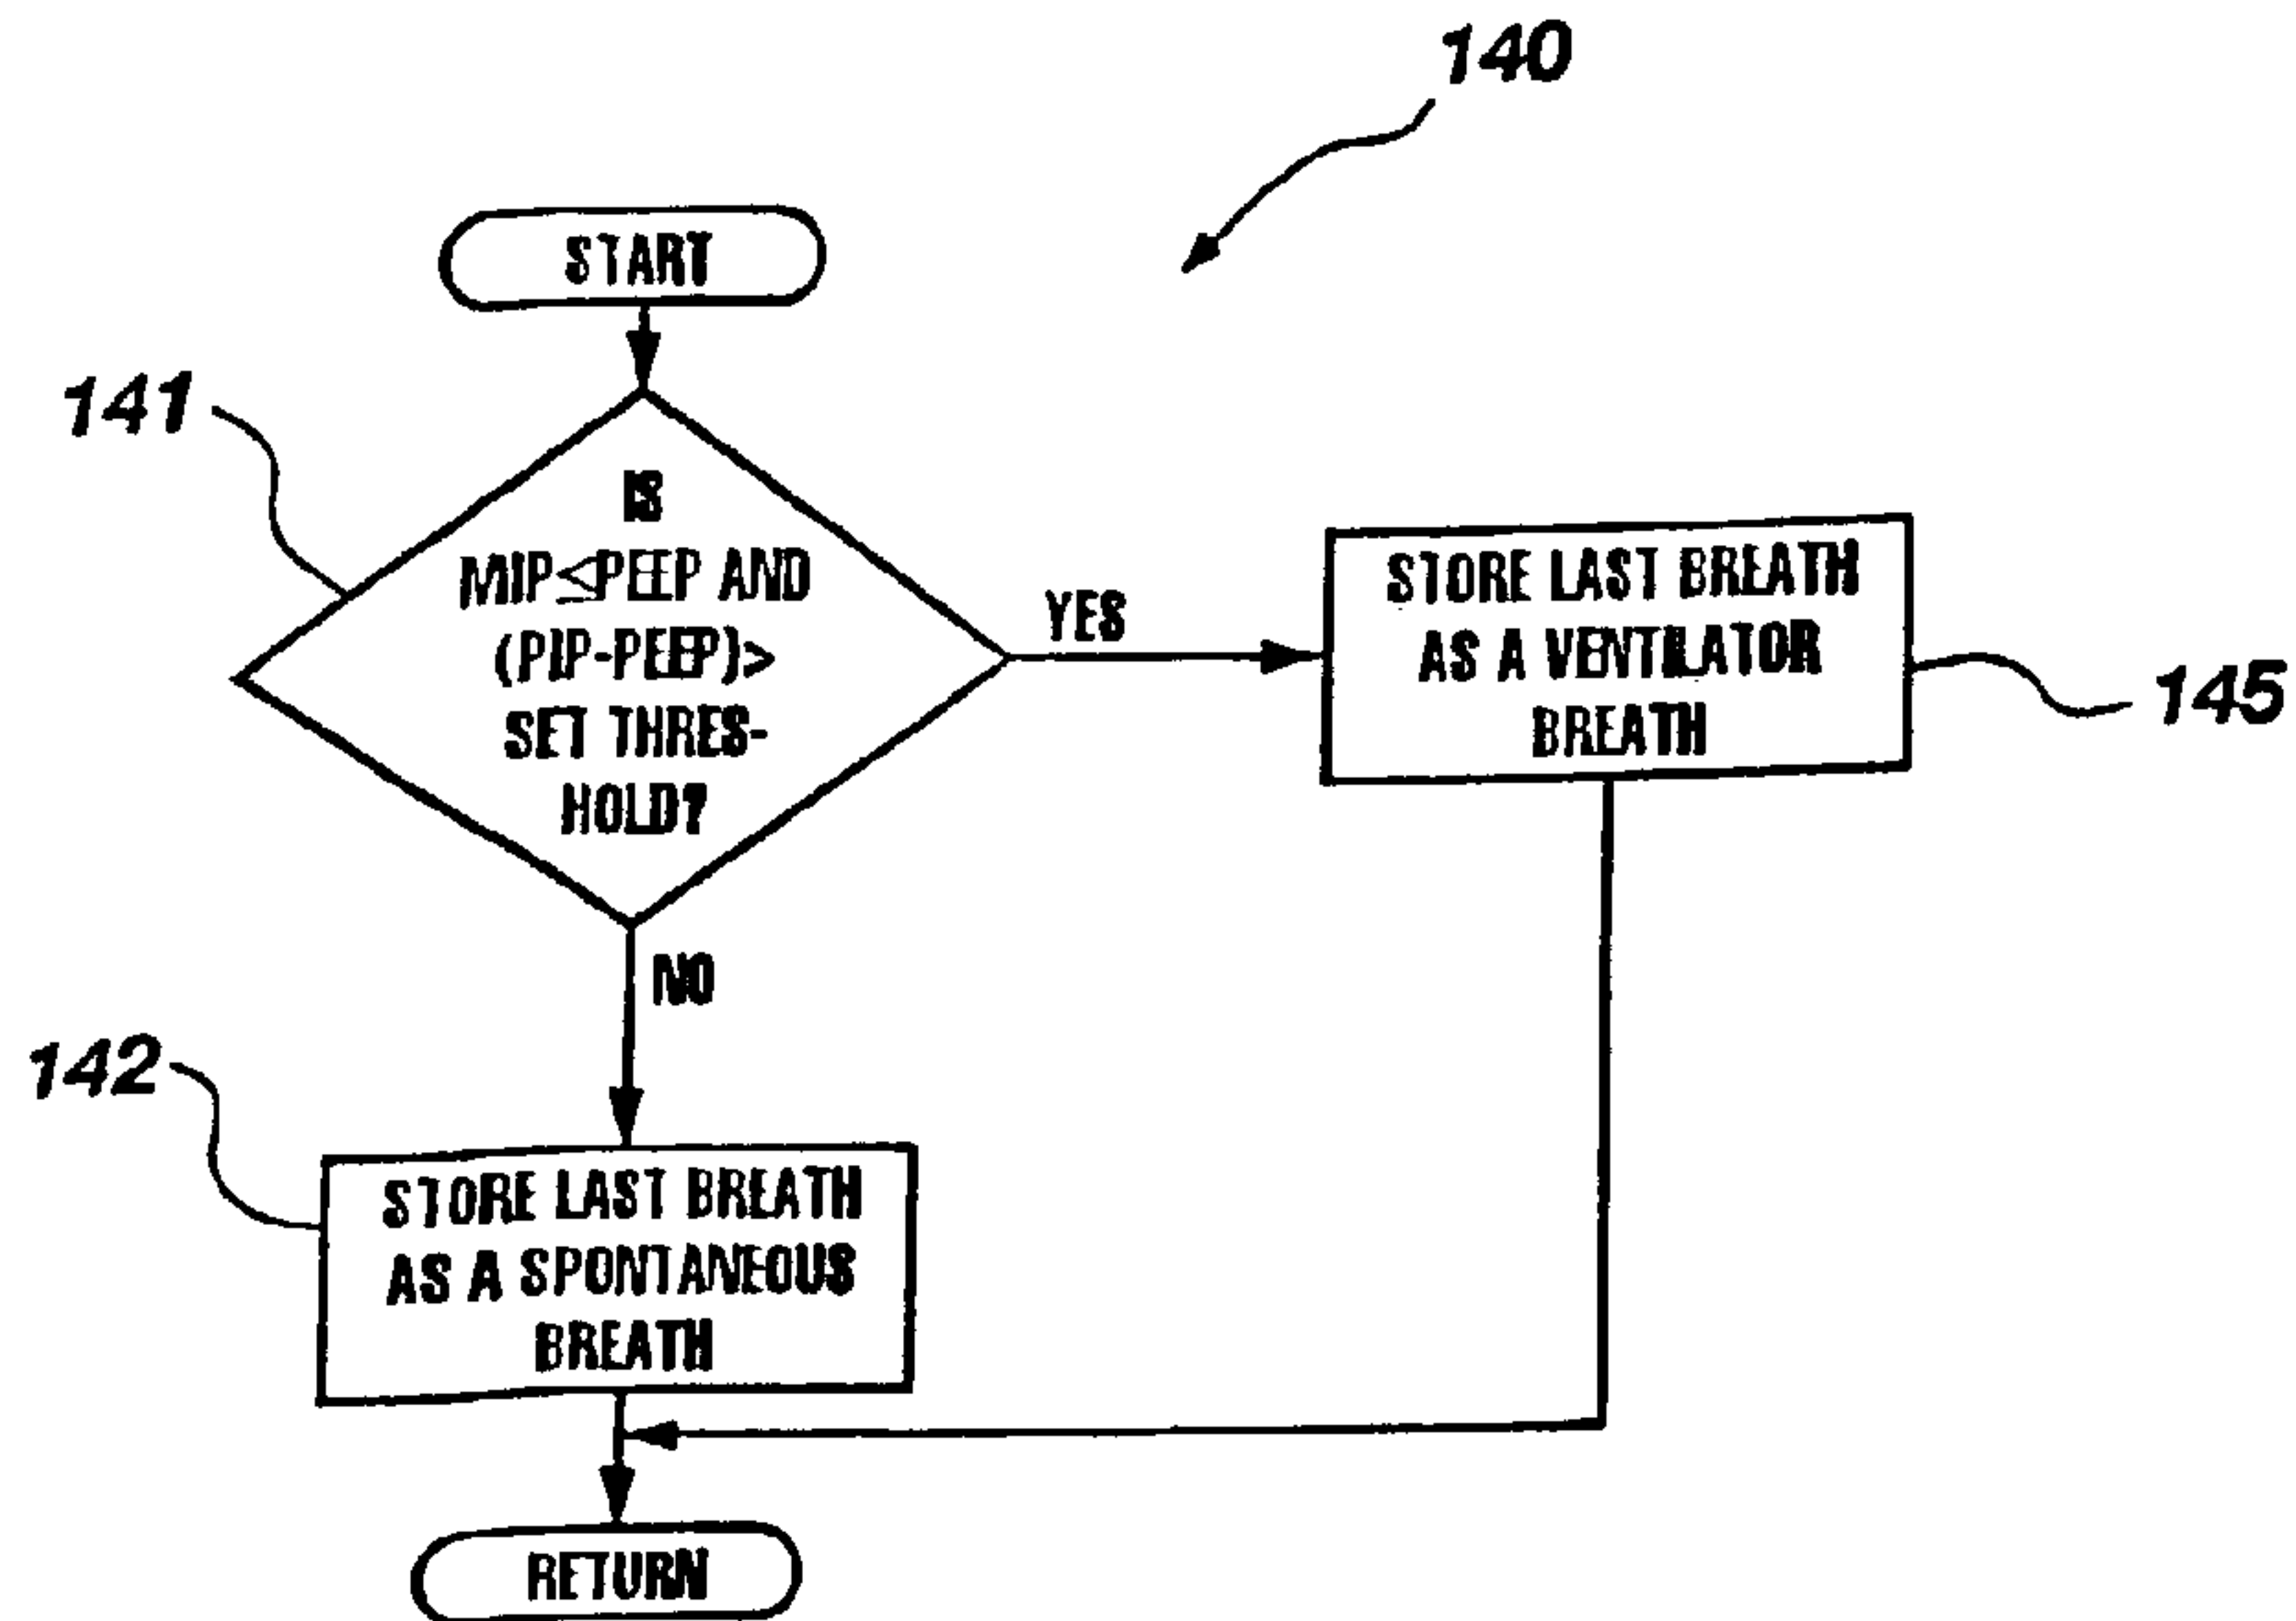 140
START
141
IS
MIP≤PEEP AND
(PIP-PEEP)>
SET THRES-
HOLD?
YES
STORE LAST BREATH
AS A VENTILATOR
BREATH
145
NO
142
STORE LAST BREATH
AS A SPONTANEOUS
BREATH
RETURN